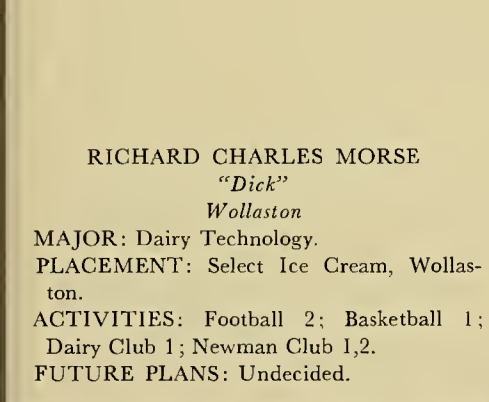 RICHARD CHARLES MORSE
"Dick"
Wollaston
MAJOR: Dairy Technology.
PLACEMENT: Select Ice Cream, Wollas-
ton.
ACTIVITIES: Football 2; Basketball 1;
Dairy Club 1; Newman Club 1,2.
FUTURE PLANS: Undecided.